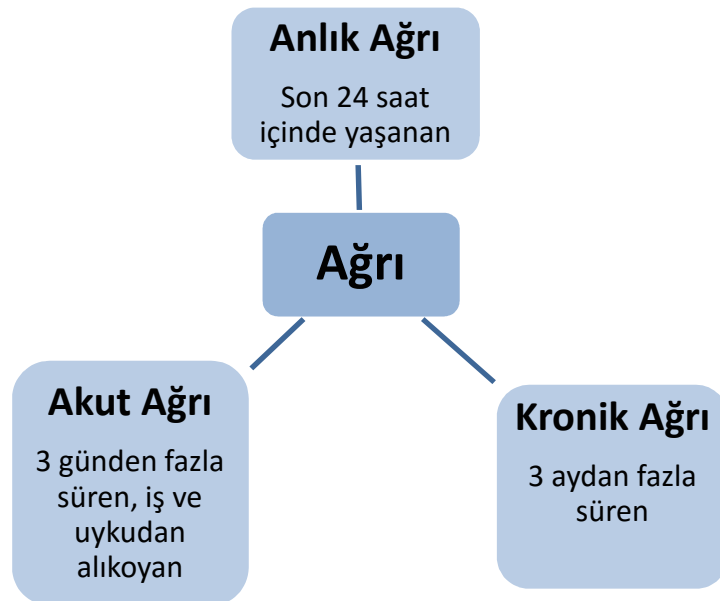 Anlık Ağrı
Son 24 saat
içinde yaşanan
Ağrı
Akut Ağrı
3 günden fazla
süren, iş ve
uykudan
alıkoyan
Kronik Ağrı
3 aydan fazla
süren